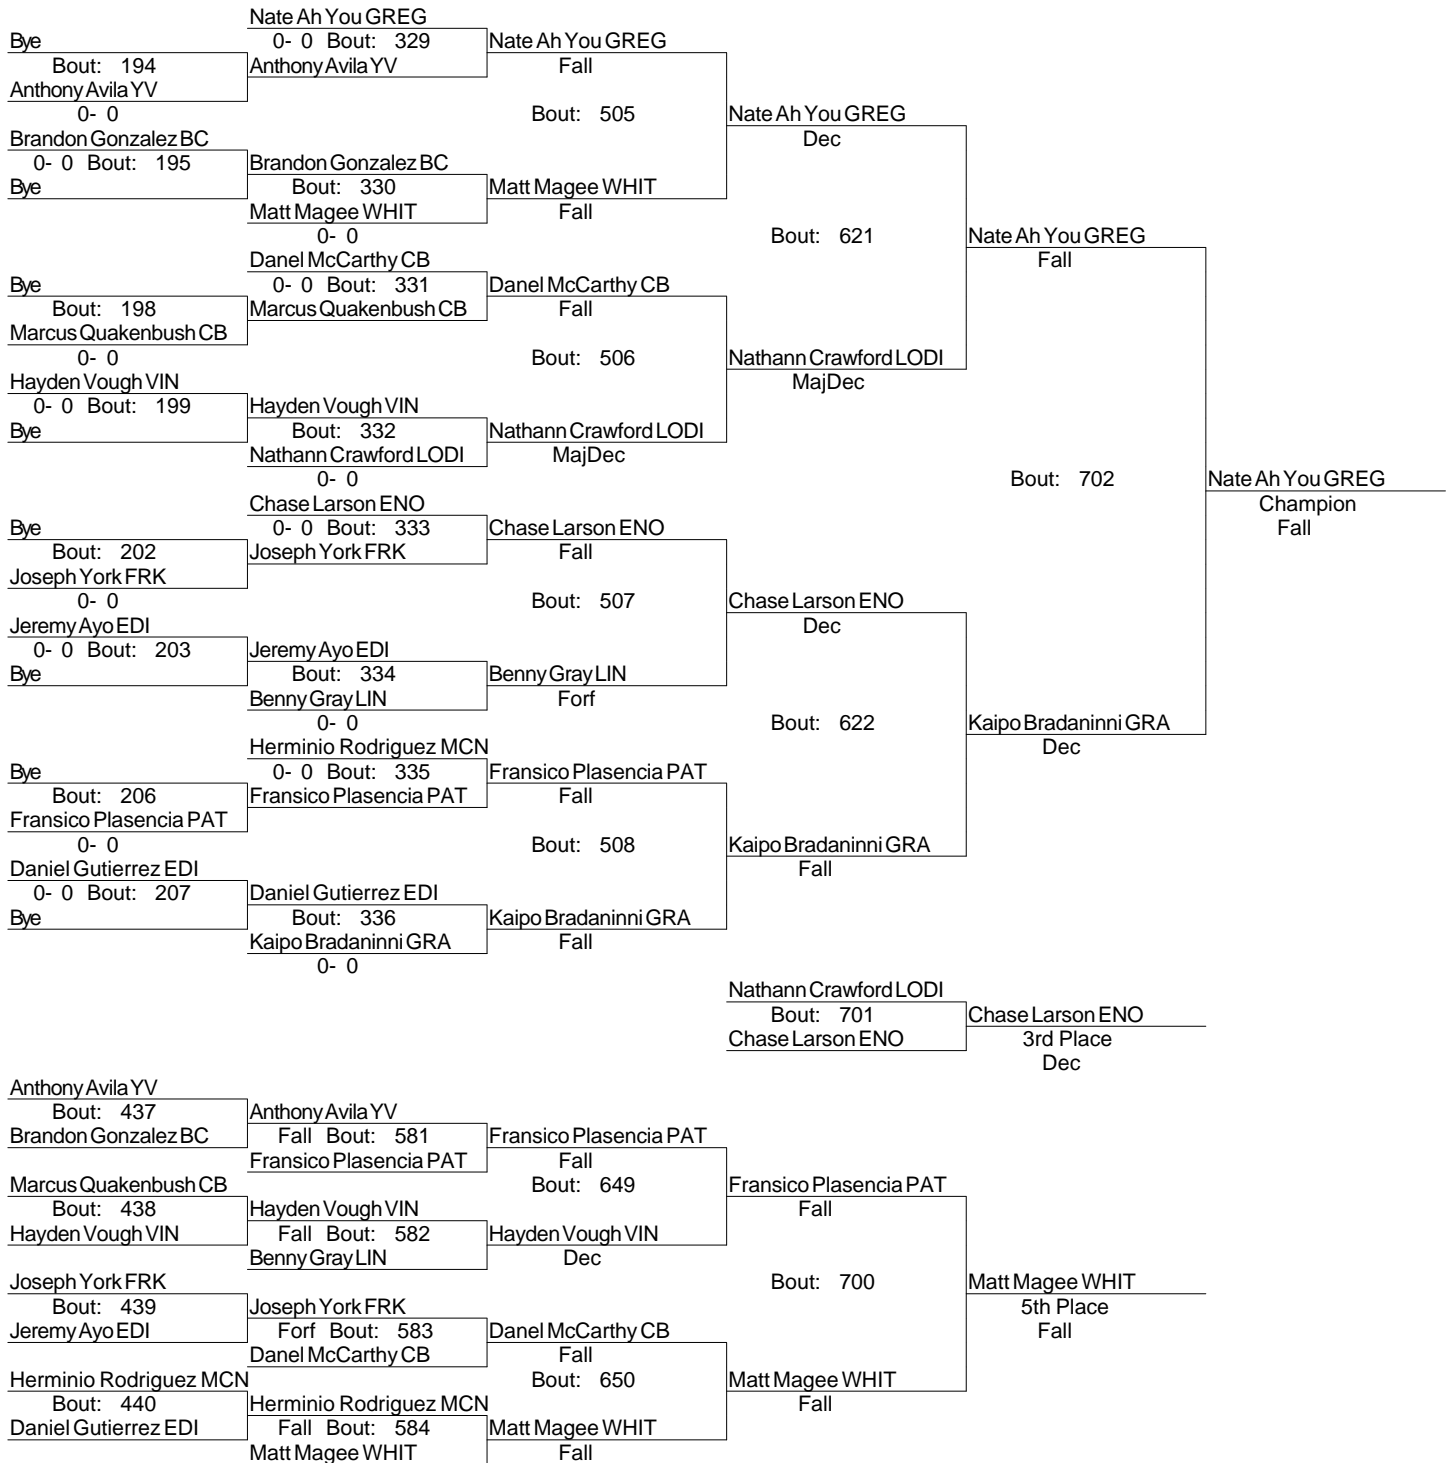 Nate Ah You GREG
Bye 0- 0 Bout: 329 Nate Ah You GREG
Bout: 194 Anthony Avila YV Fall
Anthony Avila YV
0- 0 Bout: 505 Nate Ah You GREG
Brandon Gonzalez BC Dec
0- 0 Bout: 195 Brandon Gonzalez BC
Bye Bout: 330 Matt Magee WHIT
Matt Magee WHIT Fall
0- 0 Bout: 621 Nate Ah You GREG
Danel McCarthy CB Fall
Bye 0- 0 Bout: 331 Danel McCarthy CB
Bout: 198 Marcus Quakenbush CB Fall
Marcus Quakenbush CB
0- 0 Bout: 506 Nathann Crawford LODI
Hayden Vough VIN MajDec
0- 0 Bout: 199 Hayden Vough VIN
Bye Bout: 332 Nathann Crawford LODI
Nathann Crawford LODI MajDec
0- 0 Bout: 702 Nate Ah You GREG
Chase Larson ENO Champion
Bye 0- 0 Bout: 333 Chase Larson ENO Fall
Bout: 202 Joseph York FRK Fall
Joseph York FRK
0- 0 Bout: 507 Chase Larson ENO
Jeremy Ayo EDI Dec
0- 0 Bout: 203 Jeremy Ayo EDI
Bye Bout: 334 Benny Gray LIN
Benny Gray LIN Forf
0- 0 Bout: 622 Kaipo Bradaninni GRA
Herminio Rodriguez MCN Dec
Bye 0- 0 Bout: 335 Fransico Plasencia PAT
Bout: 206 Fransico Plasencia PAT Fall
Fransico Plasencia PAT
0- 0 Bout: 508 Kaipo Bradaninni GRA
Daniel Gutierrez EDI Fall
0- 0 Bout: 207 Daniel Gutierrez EDI
Bye Bout: 336 Kaipo Bradaninni GRA
Kaipo Bradaninni GRA Fall
0- 0
Nathann Crawford LODI
Bout: 701 Chase Larson ENO
Chase Larson ENO 3rd Place
Dec
Anthony Avila YV
Bout: 437 Anthony Avila YV
Brandon Gonzalez BC Fall Bout: 581 Fransico Plasencia PAT
Fransico Plasencia PAT Fall
Marcus Quakenbush CB Bout: 649 Fransico Plasencia PAT
Bout: 438 Hayden Vough VIN Fall
Hayden Vough VIN Fall Bout: 582 Hayden Vough VIN
Benny Gray LIN Dec
Joseph York FRK Bout: 700 Matt Magee WHIT
Bout: 439 Joseph York FRK 5th Place
Jeremy Ayo EDI Forf Bout: 583 Danel McCarthy CB Fall
Danel McCarthy CB Fall
Herminio Rodriguez MCN Bout: 650 Matt Magee WHIT
Bout: 440 Herminio Rodriguez MCN Fall
Daniel Gutierrez EDI Fall Bout: 584 Matt Magee WHIT
Matt Magee WHIT Fall